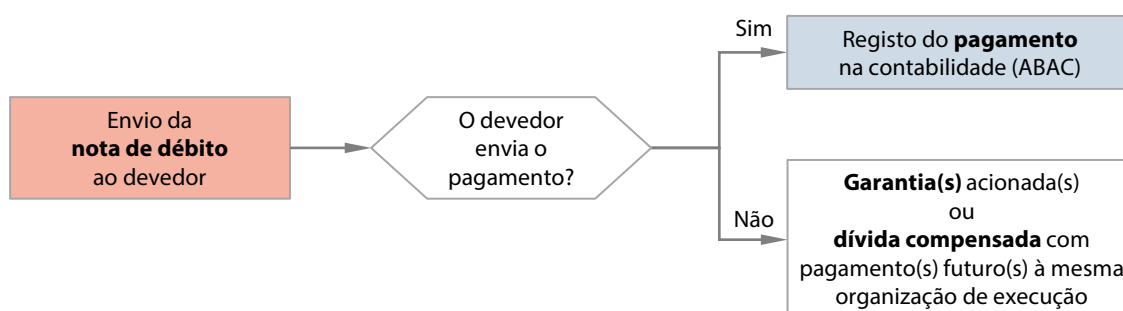 Envio da
nota de débito
ao devedor
O devedor
envia o
pagamento?
Sim
Registo do pagamento
na contabilidade (ABAC)
Não
Garantia(s) acionada(s)
ou
dívida compensada com
pagamento(s) futuro(s) à mesma
organização de execução